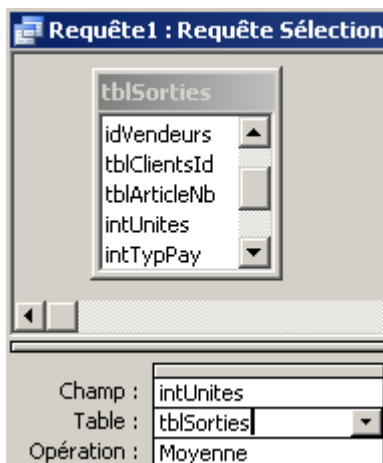 Requête1 : Requête Sélection
tblSorties
idVendeurs
tblClientsId
tblArticleNb
intUnites
intTypPay
Champ : intUnites
Table : tblSorties
Opération : Moyenne